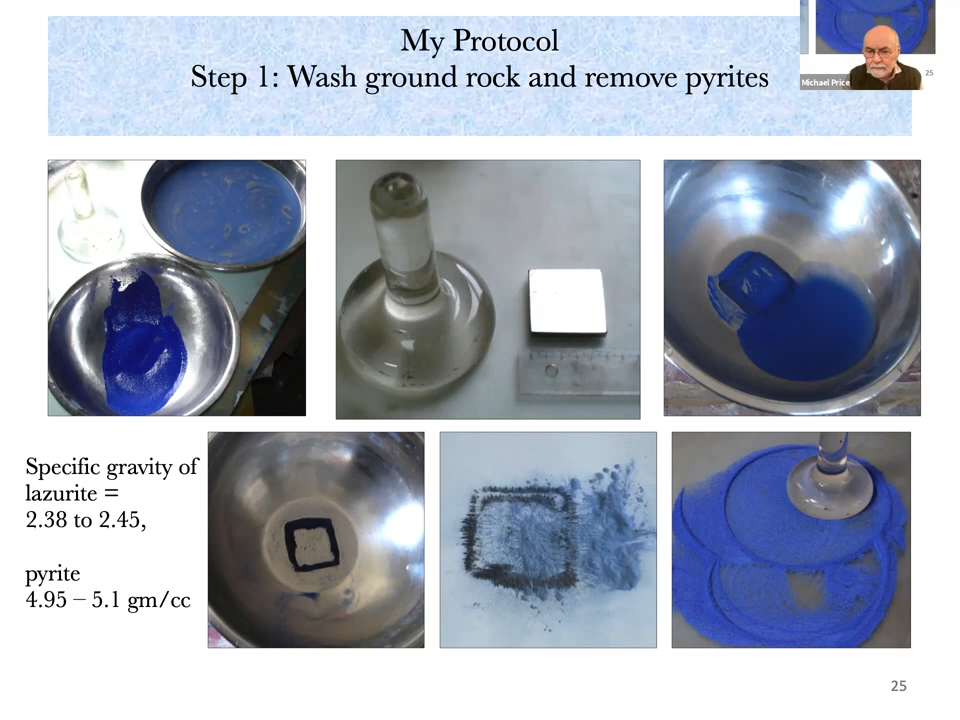 My Protocol
Step 1: Wash ground rock and remove pyrites
Michael Price
25
Specific gravity of
lazurite =
2.38 to 2.45,
pyrite
4.95 – 5.1 gm/cc
25